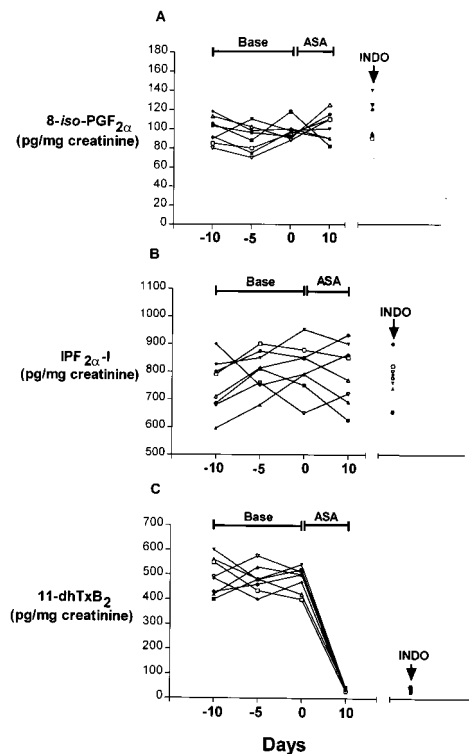 A
Base ASA
INDO
8-iso-PGF2α
(pg/mg creatinine)
180
160
140
120
100
80
60
40
20
0
-10 -5 0 10
B
Base ASA
INDO
IPF2α-I
(pg/mg creatinine)
1100
1000
900
800
700
600
500
-10 -5 0 10
C
Base ASA
INDO
11-dhTxB2
(pg/mg creatinine)
700
600
500
400
300
200
100
0
-10 -5 0 10
Days